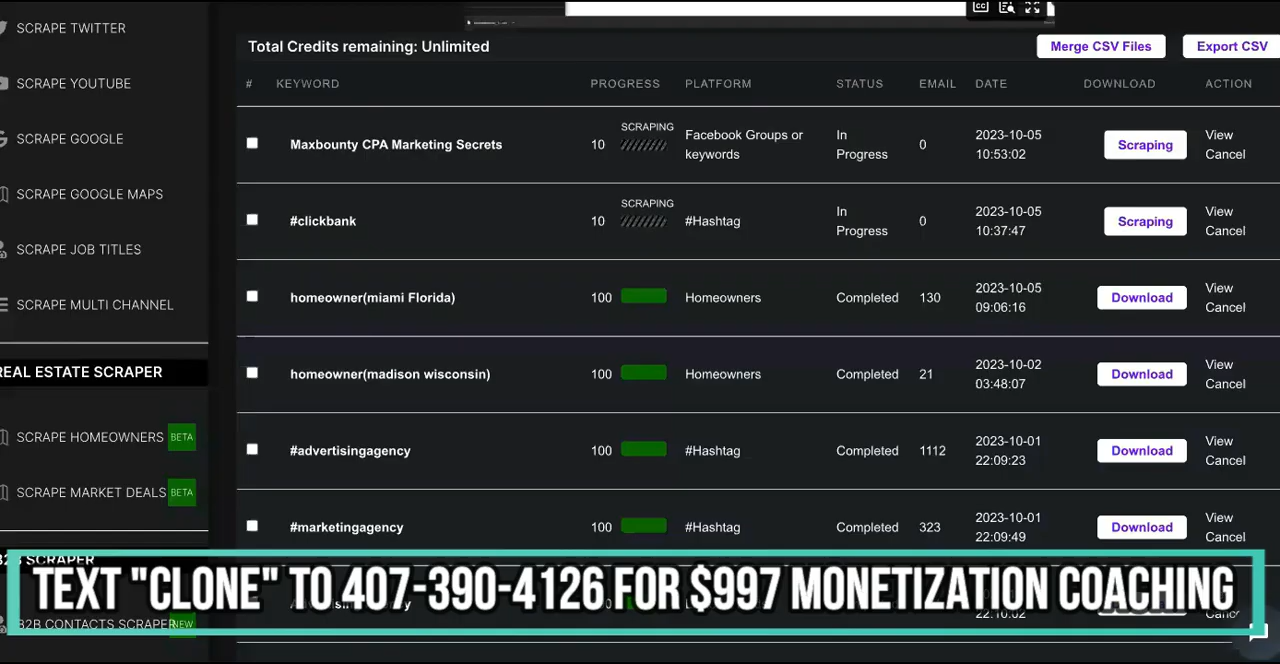 SCRAPE TWITTER
SCRAPE YOUTUBE
SCRAPE GOOGLE
SCRAPE GOOGLE MAPS
SCRAPE JOB TITLES
SCRAPE MULTI CHANNEL
REAL ESTATE SCRAPER
SCRAPE HOMEOWNERS BETA
SCRAPE MARKET DEALS BETA
B2B SCRAPER
B2B CONTACTS SCRAPER NEW
Total Credits remaining: Unlimited
Merge CSV Files Export CSV
# KEYWORD PROGRESS PLATFORM STATUS EMAIL DATE DOWNLOAD ACTION
Maxbounty CPA Marketing Secrets 10 SCRAPING Facebook Groups or keywords In Progress 0 2023-10-05 10:53:02 Scraping View Cancel
#clickbank 10 SCRAPING #Hashtag In Progress 0 2023-10-05 10:37:47 Scraping View Cancel
homeowner(miami Florida) 100 Homeowners Completed 130 2023-10-05 09:06:16 Download View Cancel
homeowner(madison wisconsin) 100 Homeowners Completed 21 2023-10-02 03:48:07 Download View Cancel
#advertisingagency 100 #Hashtag Completed 1112 2023-10-01 22:09:23 Download View Cancel
#marketingagency 100 #Hashtag Completed 323 2023-10-01 22:09:49 Download View Cancel
TEXT "CLONE" TO 407-390-4126 FOR $997 MONETIZATION COACHING
22:10:02